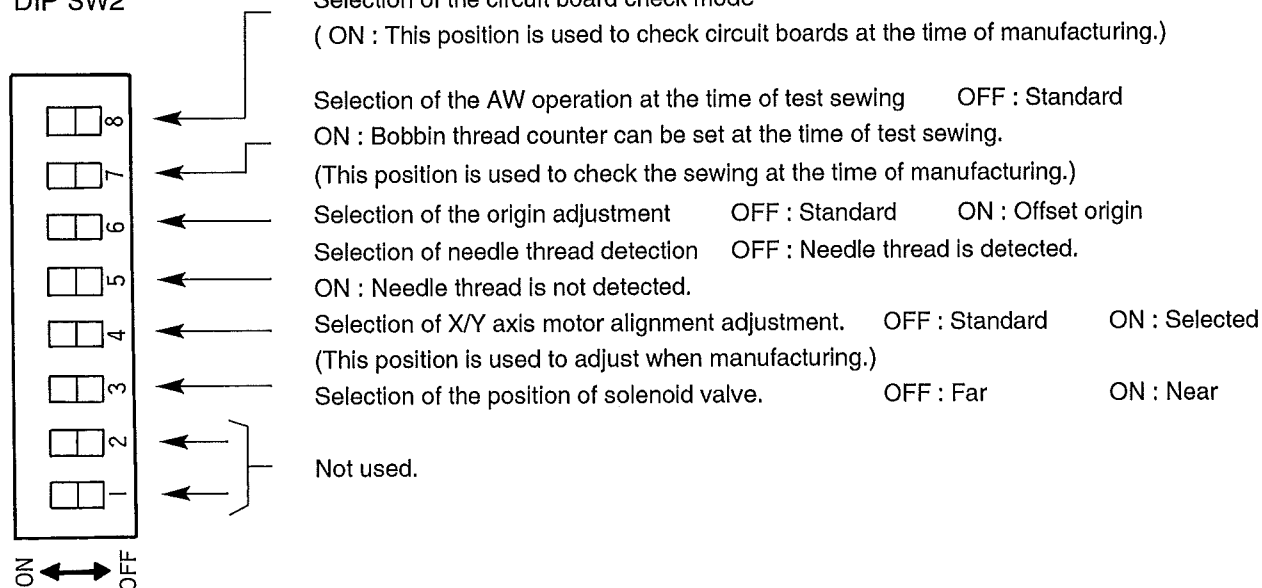 DIP SW2
Selection of the circuit board check mode
( ON : This position is used to check circuit boards at the time of manufacturing.)
Selection of the AW operation at the time of test sewing OFF : Standard
ON : Bobbin thread counter can be set at the time of test sewing.
(This position is used to check the sewing at the time of manufacturing.)
Selection of the origin adjustment OFF : Standard ON : Offset origin
Selection of needle thread detection OFF : Needle thread is detected.
ON : Needle thread is not detected.
Selection of X/Y axis motor alignment adjustment. OFF : Standard ON : Selected
(This position is used to adjust when manufacturing.)
Selection of the position of solenoid valve. OFF : Far ON : Near
Not used.
8
7
6
5
4
3
2
1
ON OFF